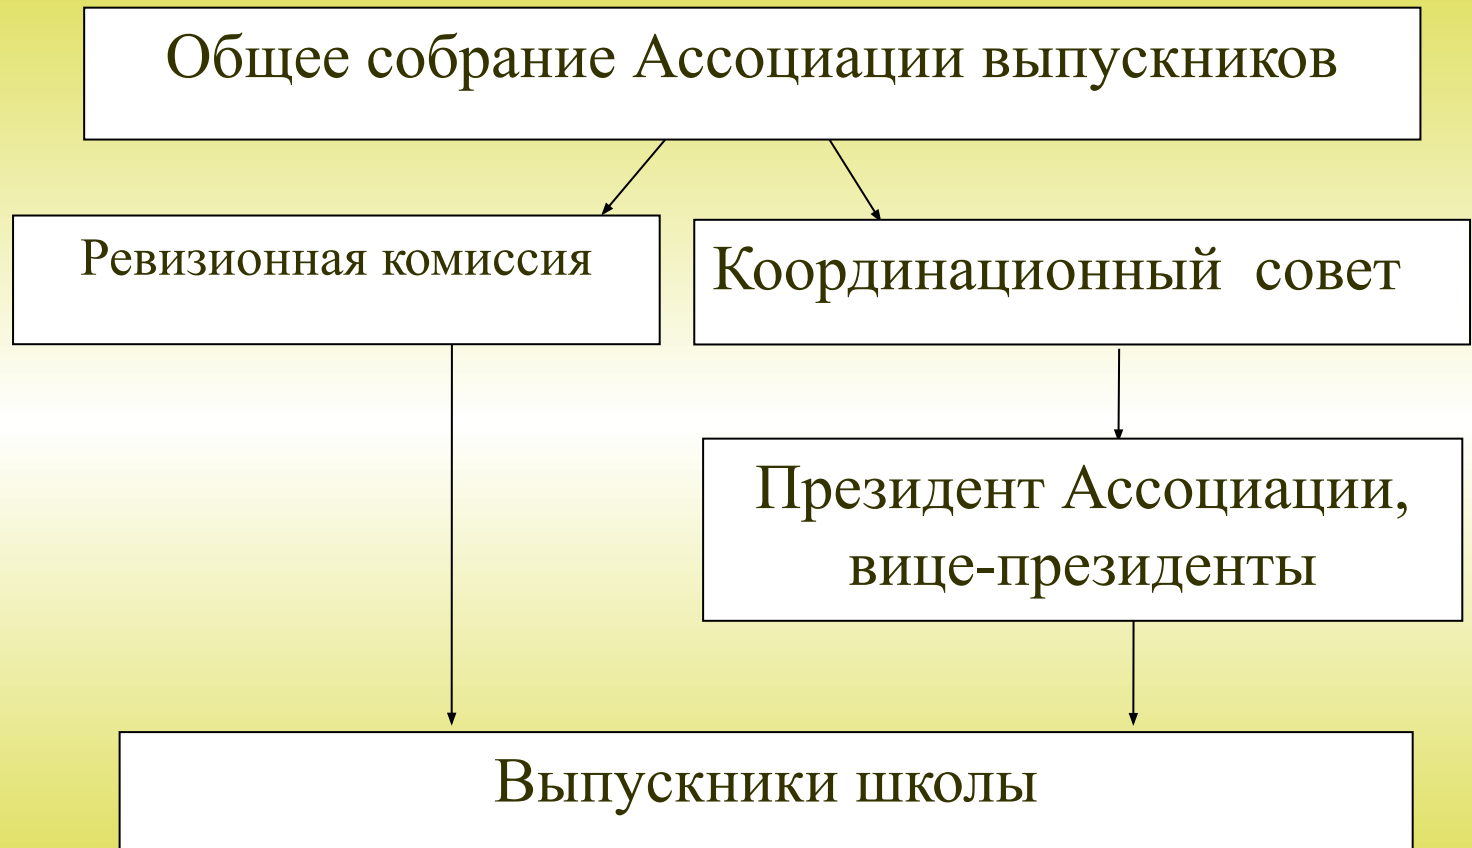 Общее собрание Ассоциации выпускников
Ревизионная комиссия
Координационный совет
Президент Ассоциации,
вице-президенты
Выпускники школы